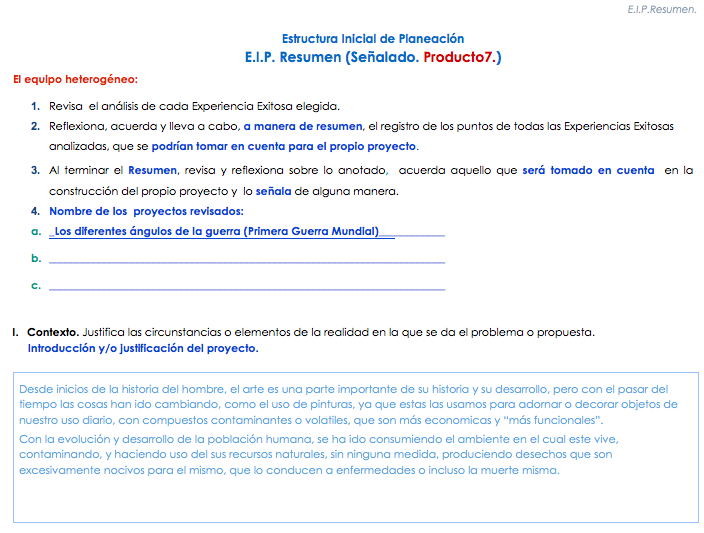 E.I.P.Resumen.
Estructura Inicial de Planeación
E.I.P. Resumen (Señalado. Producto7.)
El equipo heterogéneo:
1. Revisa el análisis de cada Experiencia Exitosa elegida.
2. Reflexiona, acuerda y lleva a cabo, a manera de resumen, el registro de los puntos de todas las Experiencias Exitosas
analizadas, que se podrían tomar en cuenta para el propio proyecto.
3. Al terminar el Resumen, revisa y reflexiona sobre lo anotado, acuerda aquello que será tomado en cuenta en la
construcción del propio proyecto y lo señala de alguna manera.
4. Nombre de los proyectos revisados:
a. _Los diferentes ángulos de la guerra (Primera Guerra Mundial)___________
b. ___________________________________________________________________
c. ___________________________________________________________________
I. Contexto. Justifica las circunstancias o elementos de la realidad en la que se da el problema o propuesta.
Introducción y/o justificación del proyecto.
Desde inicios de la historia del hombre, el arte es una parte importante de su historia y su desarrollo, pero con el pasar del
tiempo las cosas han ido cambiando, como el uso de pinturas, ya que estas las usamos para adornar o decorar objetos de
nuestro uso diario, con compuestos contaminantes o volatiles, que son más economicas y “más funcionales”.
Con la evolución y desarrollo de la población humana, se ha ido consumiendo el ambiente en el cual este vive,
contaminando, y haciendo uso del sus recursos naturales, sin ninguna medida, produciendo desechos que son
excesivamente nocivos para el mismo, que lo conducen a enfermedades o incluso la muerte misma.